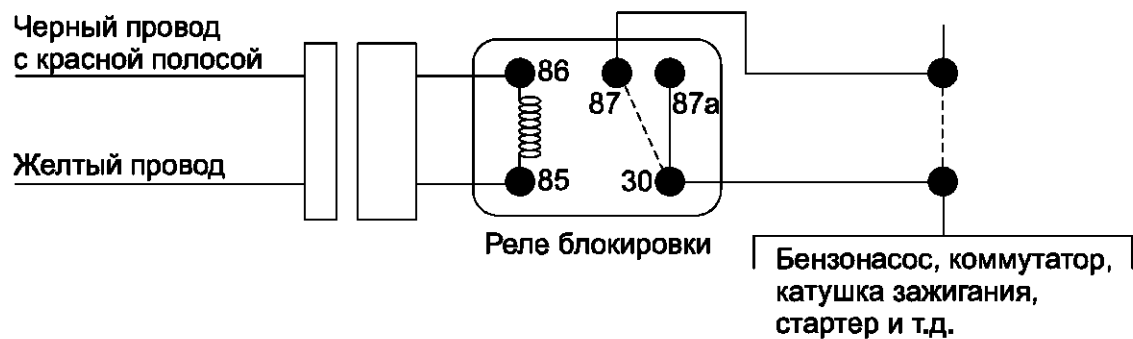 Черный провод
с красной полосой
86
87
87а
Желтый провод
85
30
Реле блокировки
Бензонасос, коммутатор,
катушка зажигания,
стартер и т.д.